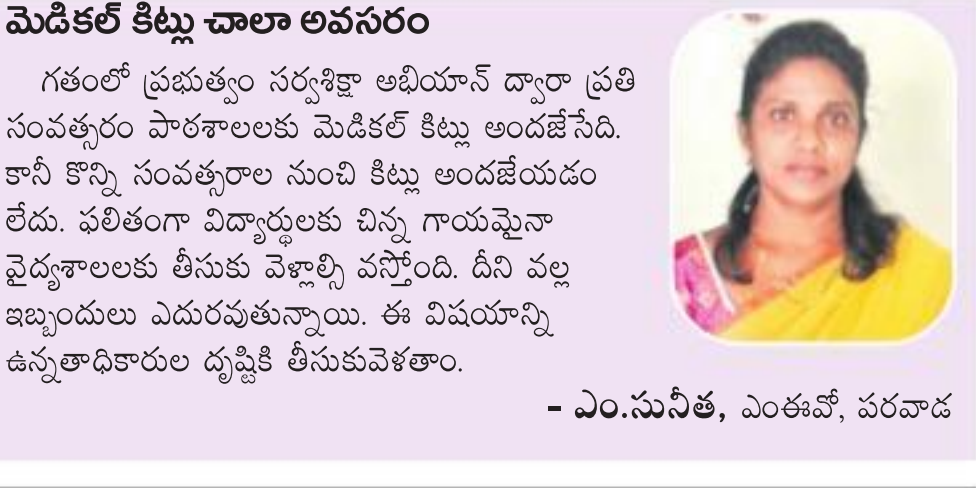 మెడికల్ కిట్లు చాలా అవసరం
గతంలో ప్రభుత్వం సర్వశిక్షా అభియాన్ ద్వారా ప్రతి
సంవత్సరం పాఠశాలలకు మెడికల్ కిట్లు అందజేసేది.
కానీ కొన్ని సంవత్సరాల నుంచి కిట్లు అందజేయడం
లేదు. ఫలితంగా విద్యార్థులకు చిన్న గాయమైనా
వైద్యశాలలకు తీసుకు వెళ్లాల్సి వస్తోంది. దీని వల్ల
ఇబ్బందులు ఎదురవుతున్నాయి. ఈ విషయాన్ని
ఉన్నతాధికారుల దృష్టికి తీసుకువెళతాం.
- ఎం.సునీత, ఎంఈవో, పరవాడ